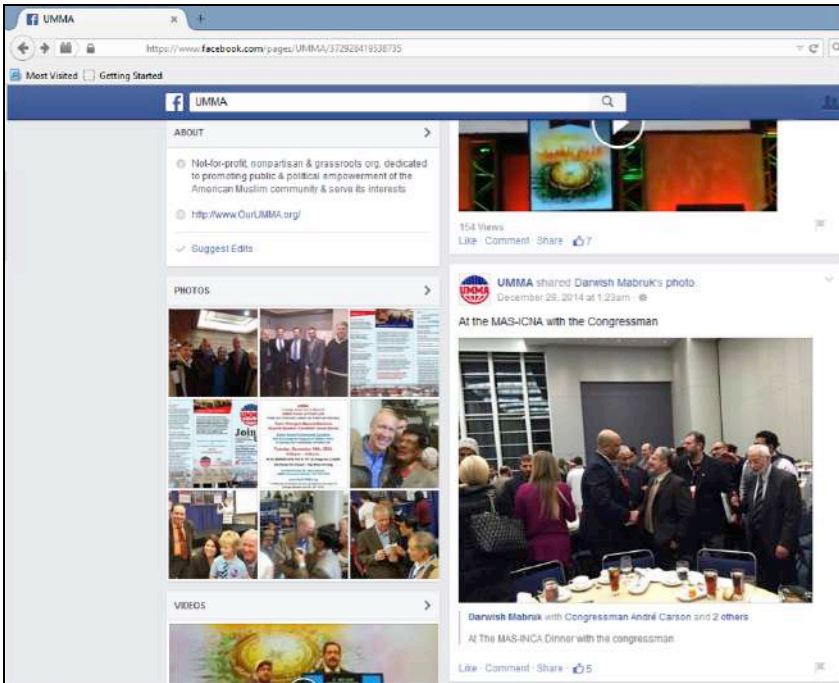 UMMA
https://www.facebook.com/pages/UMMA/372928419538735
Most Visited Getting Started
UMMA
ABOUT
Not-for-profit, nonpartisan & grassroots org. dedicated
to promoting public & political empowerment of the
American Muslim community & serve its interests
http://www.OurUMMA.org/
Suggest Edits
PHOTOS
UMMA
Join
VIDEOS
154 Views
Like · Comment · Share · 7
UMMA shared Darwish Mabruk's photo.
December 29, 2014 at 1:23am ·
At the MAS-ICNA with the Congressman
Darwish Mabruk with Congressman André Carson and 2 others
At The MAS-INCA Dinner with the congressman
Like · Comment · Share · 5